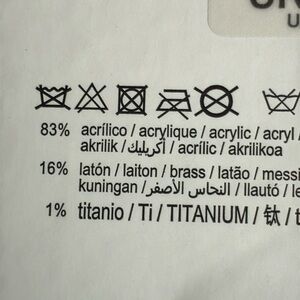 83% acrílico / acrylique / acrylic / acryl /
akrilik / أكريليك / acrílic / akrilikoa
16% latón / laiton / brass / latão / messi
kuningan / النحاس الأصفر / llautó / le
1% titanio / Ti / TITANIUM / 钛 / t